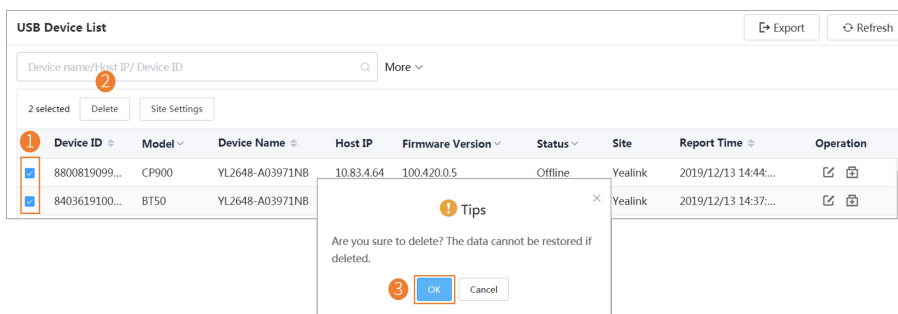 USB Device List
Export
Refresh
Device name/Host IP/ Device ID
More
2
2 selected
Delete
Site Settings
1
Device ID Model Device Name Host IP Firmware Version Status Site Report Time Operation
8800819099... CP900 YL2648-A03971NB 10.83.4.64 100.420.0.5 Offline Yealink 2019/12/13 14:44:...
8403619100... BT50 YL2648-A03971NB Yealink 2019/12/13 14:37:...
Tips
Are you sure to delete? The data cannot be restored if
deleted.
3
OK
Cancel